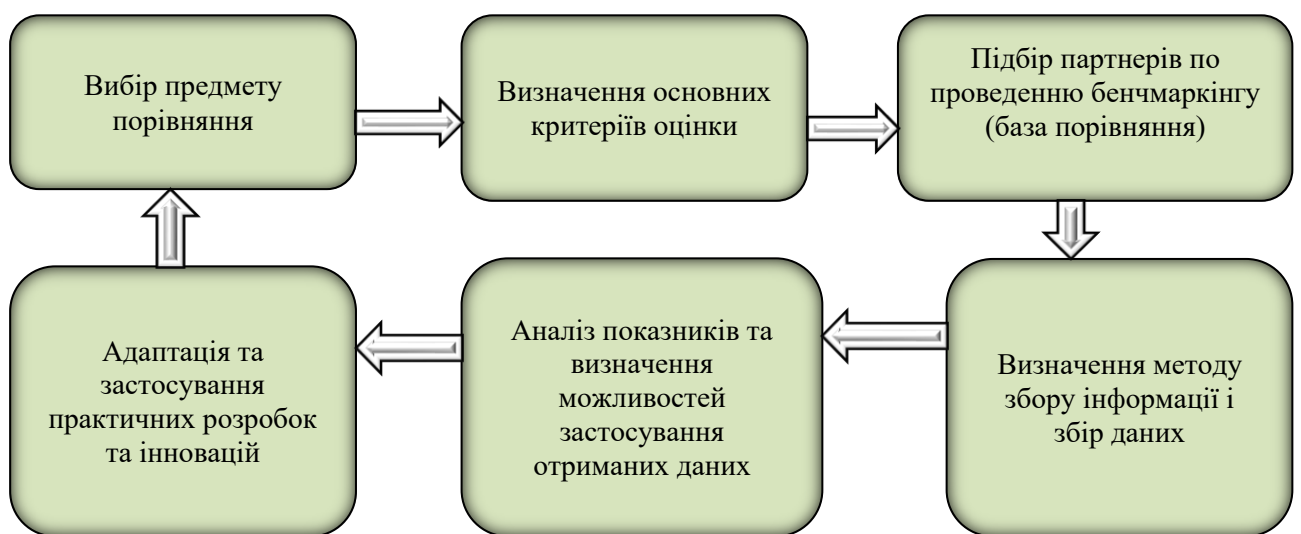 Вибір предмету
порівняння
Визначення основних
критеріїв оцінки
Підбір партнерів по
проведенню бенчмаркінгу
(база порівняння)
Визначення методу
збору інформації і
збір даних
Аналіз показників та
визначення
можливостей
застосування
отриманих даних
Адаптація та
застосування
практичних розробок
та інновацій